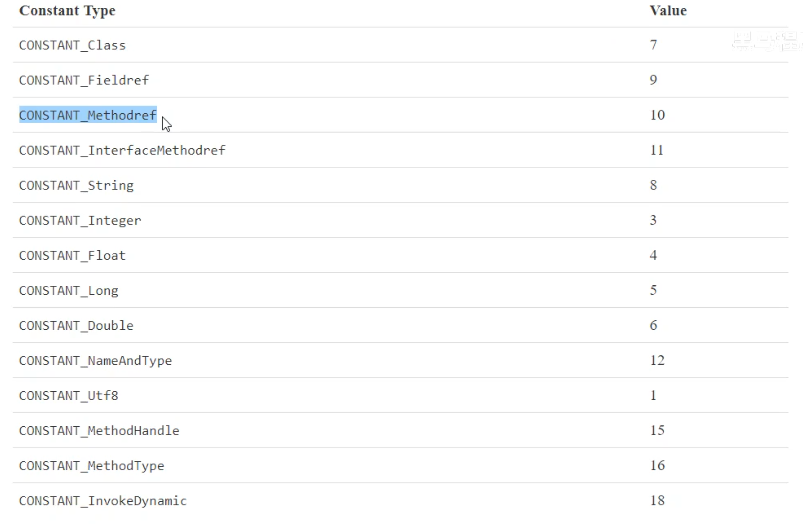 Constant Type Value
CONSTANT_Class 7
CONSTANT_Fieldref 9
CONSTANT_Methodref 10
CONSTANT_InterfaceMethodref 11
CONSTANT_String 8
CONSTANT_Integer 3
CONSTANT_Float 4
CONSTANT_Long 5
CONSTANT_Double 6
CONSTANT_NameAndType 12
CONSTANT_Utf8 1
CONSTANT_MethodHandle 15
CONSTANT_MethodType 16
CONSTANT_InvokeDynamic 18